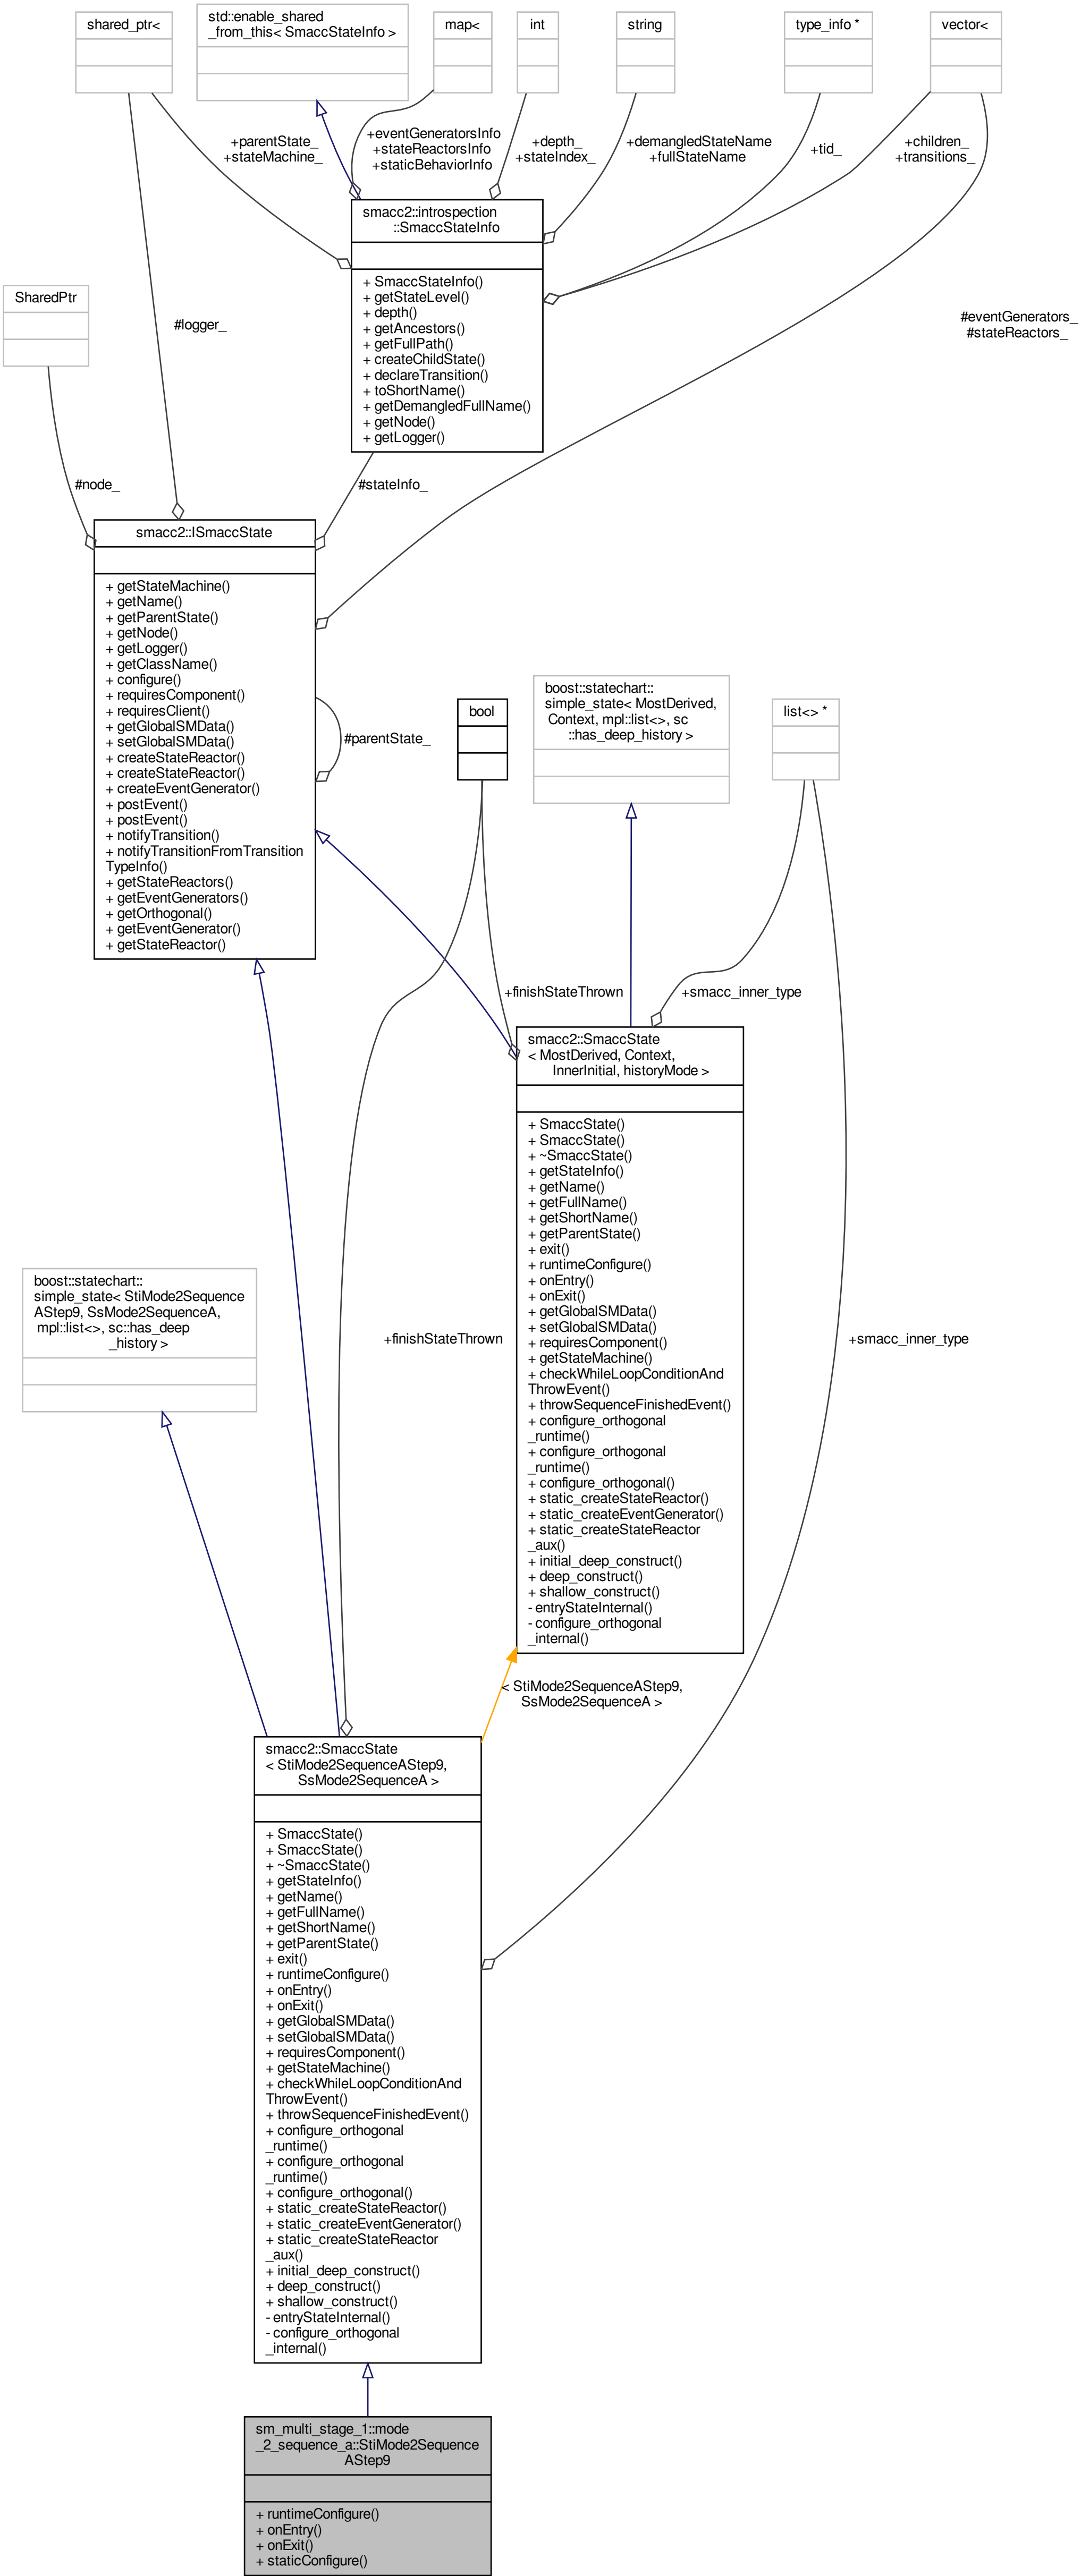 shared_ptr<
std::enable_shared
_from_this< SmaccStateInfo >
map<
int
string
type_info *
vector<
+parentState_
+stateMachine_
+eventGeneratorsInfo
+stateReactorsInfo
+staticBehaviorInfo
+depth_
+stateIndex_
+demangledStateName
+fullStateName
+tid_
+children_
+transitions_
smacc2::introspection
::SmaccStateInfo
+ SmaccStateInfo()
+ getStateLevel()
+ depth()
+ getAncestors()
+ getFullPath()
+ createChildState()
+ declareTransition()
+ toShortName()
+ getDemangledFullName()
+ getNode()
+ getLogger()
SharedPtr
#logger_
#eventGenerators_
#stateReactors_
#node_
#stateInfo_
smacc2::ISmaccState
+ getStateMachine()
+ getName()
+ getParentState()
+ getNode()
+ getLogger()
+ getClassName()
+ configure()
+ requiresComponent()
+ requiresClient()
+ getGlobalSMData()
+ setGlobalSMData()
+ createStateReactor()
+ createStateReactor()
+ createEventGenerator()
+ postEvent()
+ postEvent()
+ notifyTransition()
+ notifyTransitionFromTransition
TypeInfo()
+ getStateReactors()
+ getEventGenerators()
+ getOrthogonal()
+ getEventGenerator()
+ getStateReactor()
#parentState_
bool
boost::statechart::
simple_state< MostDerived,
Context, mpl::list<>, sc
::has_deep_history >
list<> *
+finishStateThrown
+smacc_inner_type
smacc2::SmaccState
< MostDerived, Context,
InnerInitial, historyMode >
+ SmaccState()
+ SmaccState()
+ ~SmaccState()
+ getStateInfo()
+ getName()
+ getFullName()
+ getShortName()
+ getParentState()
+ exit()
+ runtimeConfigure()
+ onEntry()
+ onExit()
+ getGlobalSMData()
+ setGlobalSMData()
+ requiresComponent()
+ getStateMachine()
+ checkWhileLoopConditionAnd
ThrowEvent()
+ throwSequenceFinishedEvent()
+ configure_orthogonal
_runtime()
+ configure_orthogonal
_runtime()
+ configure_orthogonal()
+ static_createStateReactor()
+ static_createEventGenerator()
+ static_createStateReactor
_aux()
+ initial_deep_construct()
+ deep_construct()
+ shallow_construct()
- entryStateInternal()
- configure_orthogonal
_internal()
boost::statechart::
simple_state< StiMode2Sequence
AStep9, SsMode2SequenceA,
mpl::list<>, sc::has_deep
_history >
+finishStateThrown
+smacc_inner_type
< StiMode2SequenceAStep9,
SsMode2SequenceA >
smacc2::SmaccState
< StiMode2SequenceAStep9,
SsMode2SequenceA >
+ SmaccState()
+ SmaccState()
+ ~SmaccState()
+ getStateInfo()
+ getName()
+ getFullName()
+ getShortName()
+ getParentState()
+ exit()
+ runtimeConfigure()
+ onEntry()
+ onExit()
+ getGlobalSMData()
+ setGlobalSMData()
+ requiresComponent()
+ getStateMachine()
+ checkWhileLoopConditionAnd
ThrowEvent()
+ throwSequenceFinishedEvent()
+ configure_orthogonal
_runtime()
+ configure_orthogonal
_runtime()
+ configure_orthogonal()
+ static_createStateReactor()
+ static_createEventGenerator()
+ static_createStateReactor
_aux()
+ initial_deep_construct()
+ deep_construct()
+ shallow_construct()
- entryStateInternal()
- configure_orthogonal
_internal()
sm_multi_stage_1::mode
_2_sequence_a::StiMode2Sequence
AStep9
+ runtimeConfigure()
+ onEntry()
+ onExit()
+ staticConfigure()